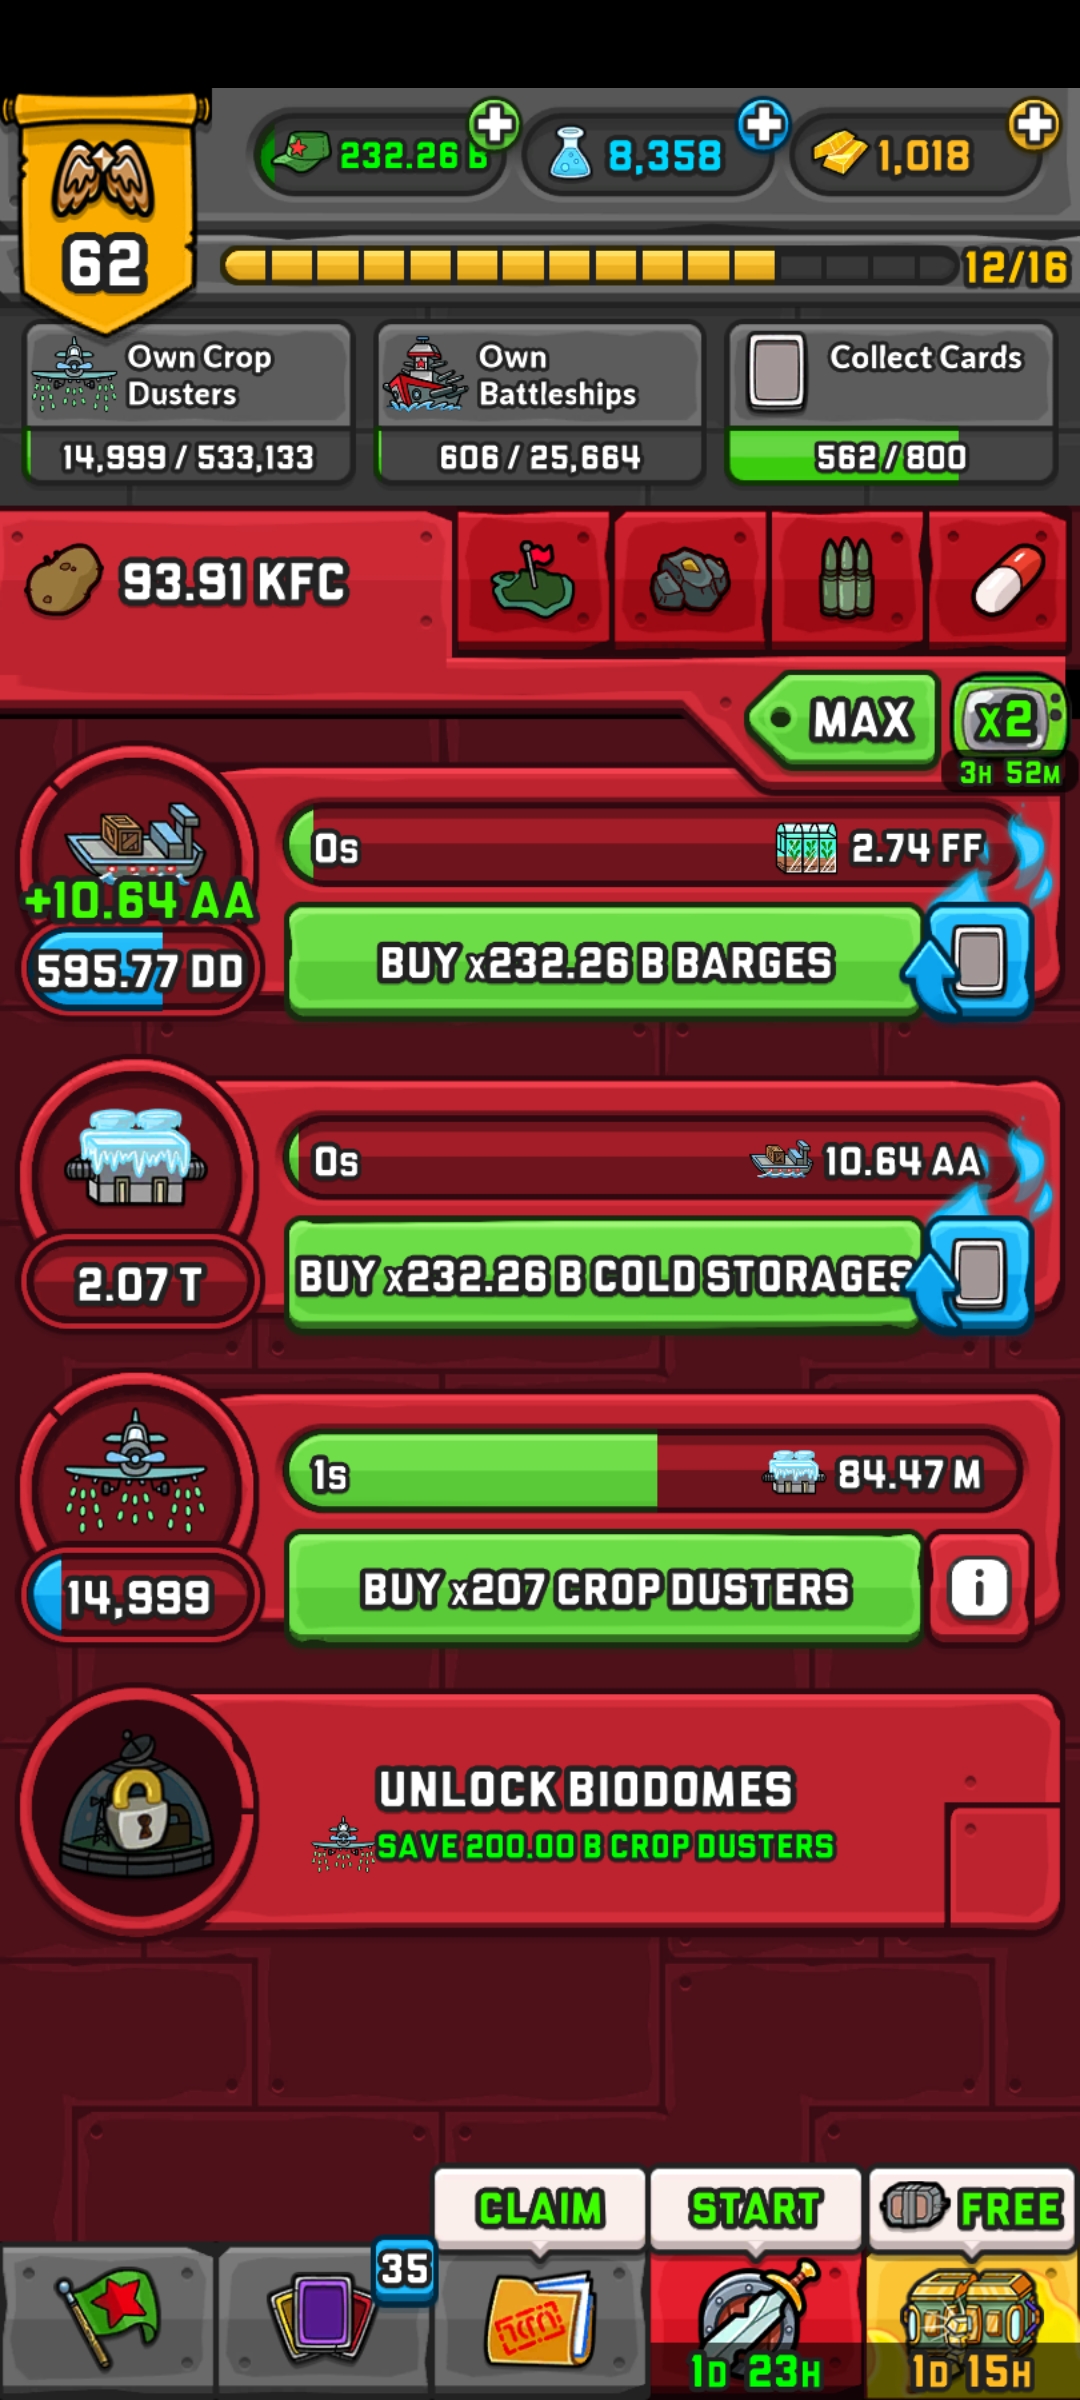 62
232.26 B
8,358
1,018
12/16
Own Crop
Dusters
14,999 / 533,133
Own
Battleships
606 / 25,664
Collect Cards
562 / 800
93.91 KFC
MAX
x2
3H 52M
+10.64 AA
595.77 DD
0s
2.74 FF
BUY x232.26 B BARGES
2.07 T
0s
10.64 AA
BUY x232.26 B COLD STORAGES
14,999
1s
84.47 M
BUY x207 CROP DUSTERS
i
UNLOCK BIODOMES
SAVE 200.00 B CROP DUSTERS
CLAIM
START
FREE
35
1D 23H
1D 15H